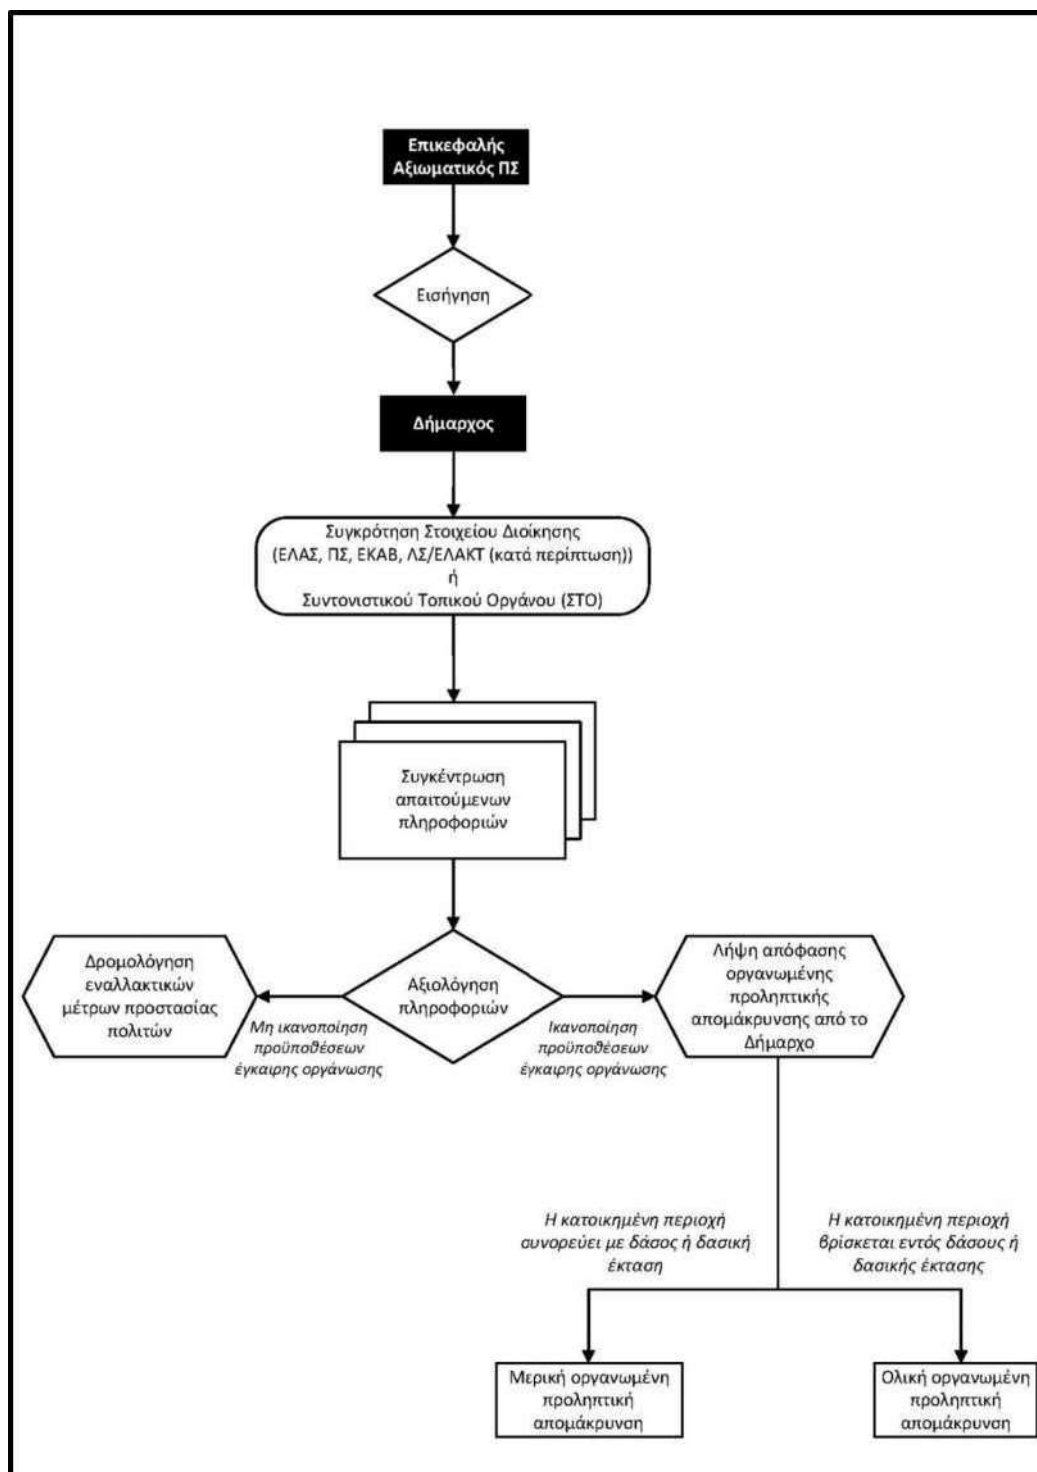 Επικεφαλής
Αξιωματικός ΠΣ
Εισήγηση
Δήμαρχος
Συγκρότηση Στοιχείου Διοίκησης
(ΕΛΑΣ, ΠΣ, ΕΚΑΒ, ΛΣ/ΕΛΑΚΤ (κατά περίπτωση))
ή
Συντονιστικού Τοπικού Οργάνου (ΣΤΟ)
Συγκέντρωση
απαιτούμενων
πληροφοριών
Αξιολόγηση
πληροφοριών
Δρομολόγηση
εναλλακτικών
μέτρων προστασίας
πολιτών
Μη ικανοποίηση
προϋποθέσεων
έγκαιρης οργάνωσης
Ικανοποίηση
προϋποθέσεων
έγκαιρης οργάνωσης
Λήψη απόφασης
οργανωμένης
προληπτικής
απομάκρυνσης από το
Δήμαρχο
Η κατοικημένη περιοχή
συνορεύει με δάσος ή δασική
έκταση
Η κατοικημένη περιοχή
βρίσκεται εντός δάσους ή
δασικής έκτασης
Μερική οργανωμένη
προληπτική
απομάκρυνση
Ολική οργανωμένη
προληπτική
απομάκρυνση